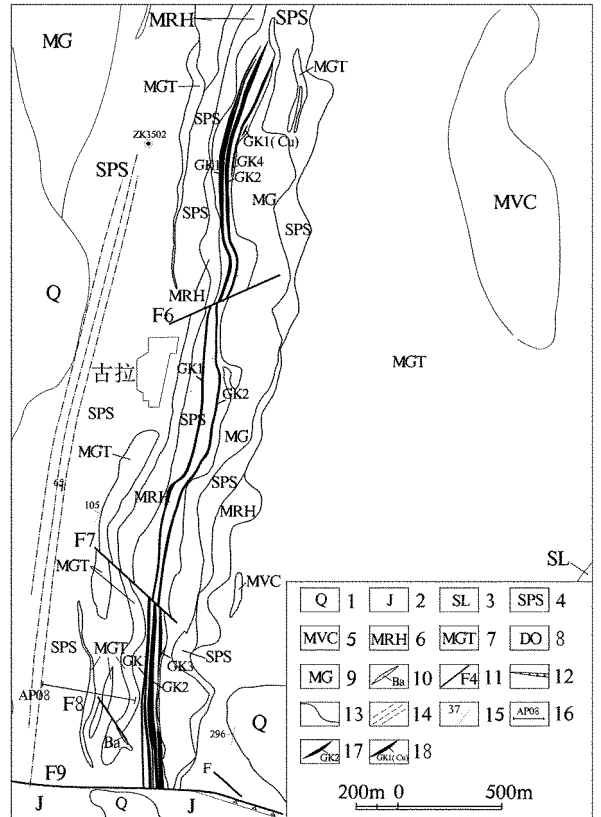 MG
MRH
SPS
MGT
MGT
ZK3502
SPS
GK1(Cu)
SPS
GK1
GK4
GK2
MG
MVC
SPS
SPS
Q
MRH
F6
MGT
古拉
GK1
GK2
SPS
SPS
MG
MGT
SPS
65
MRH
MRH
105
F7
SL
MGT
MVC
SPS
MGT
GK
GK3
SPS
GK2
AP08
F8
Ba
296
Q
F9
F
J
Q
J
Q 1 J 2 SL 3 SPS 4
MVC 5 MRH 6 MGT 7 DO 8
MG 9 Ba 10 F4 11 12
13 14 37 15 AP08 16
GK2 17 GK1(Cu) 18
200m 0 500m